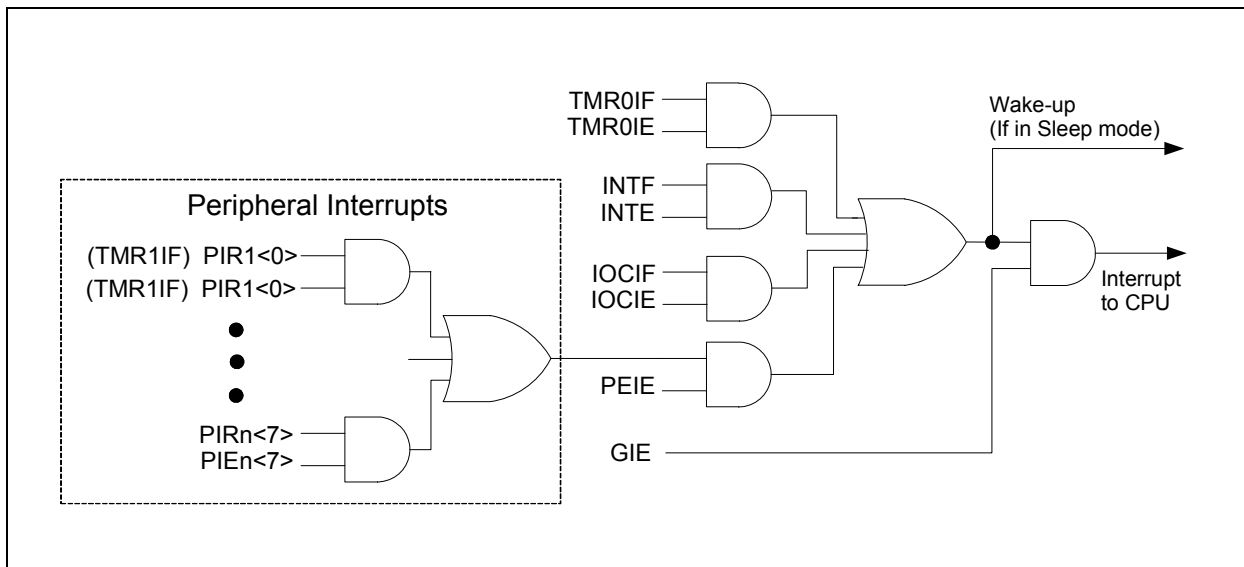 Peripheral Interrupts
(TMR1IF) PIR1<0>
(TMR1IF) PIR1<0>
PIRn<7>
PIEn<7>
TMR0IF
TMR0IE
INTF
INTE
IOCIF
IOCIE
PEIE
GIE
Wake-up
(If in Sleep mode)
Interrupt
to CPU